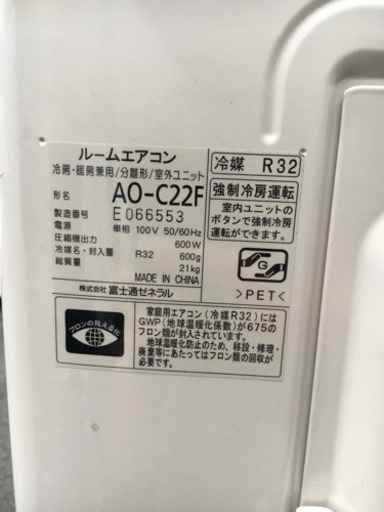 ルームエアコン
冷房・暖房兼用/分離形/室外ユニット
形名 AO-C22F
製造番号 E066553
電源 単相 100V 50/60Hz
圧縮機出力 600W
冷媒名・封入量 R32 600g
総質量 21kg
MADE IN CHINA
株式会社 富士通ゼネラル
冷媒 R32
強制冷房運転
室内ユニットの
ボタンで強制冷房
運転ができます。
G
>PET<
フロンの見える化
家庭用エアコン(冷媒R32)には
GWP(地球温暖化係数)が675の
フロン類が封入されています。
地球温暖化防止のため、移設・修理・
廃棄等にあたってはフロン類の回収が
必要です。